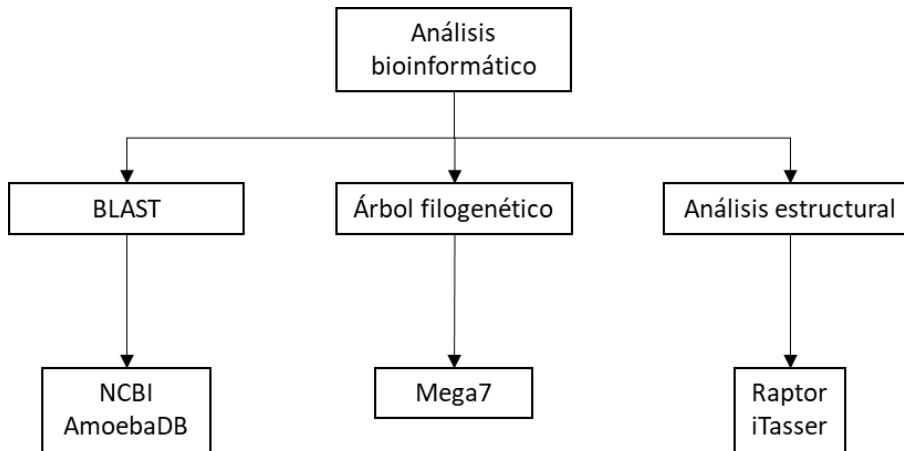 Análisis
bioinformático
BLAST
Árbol filogenético
Análisis estructural
NCBI
AmoebaDB
Mega7
Raptor
iTasser